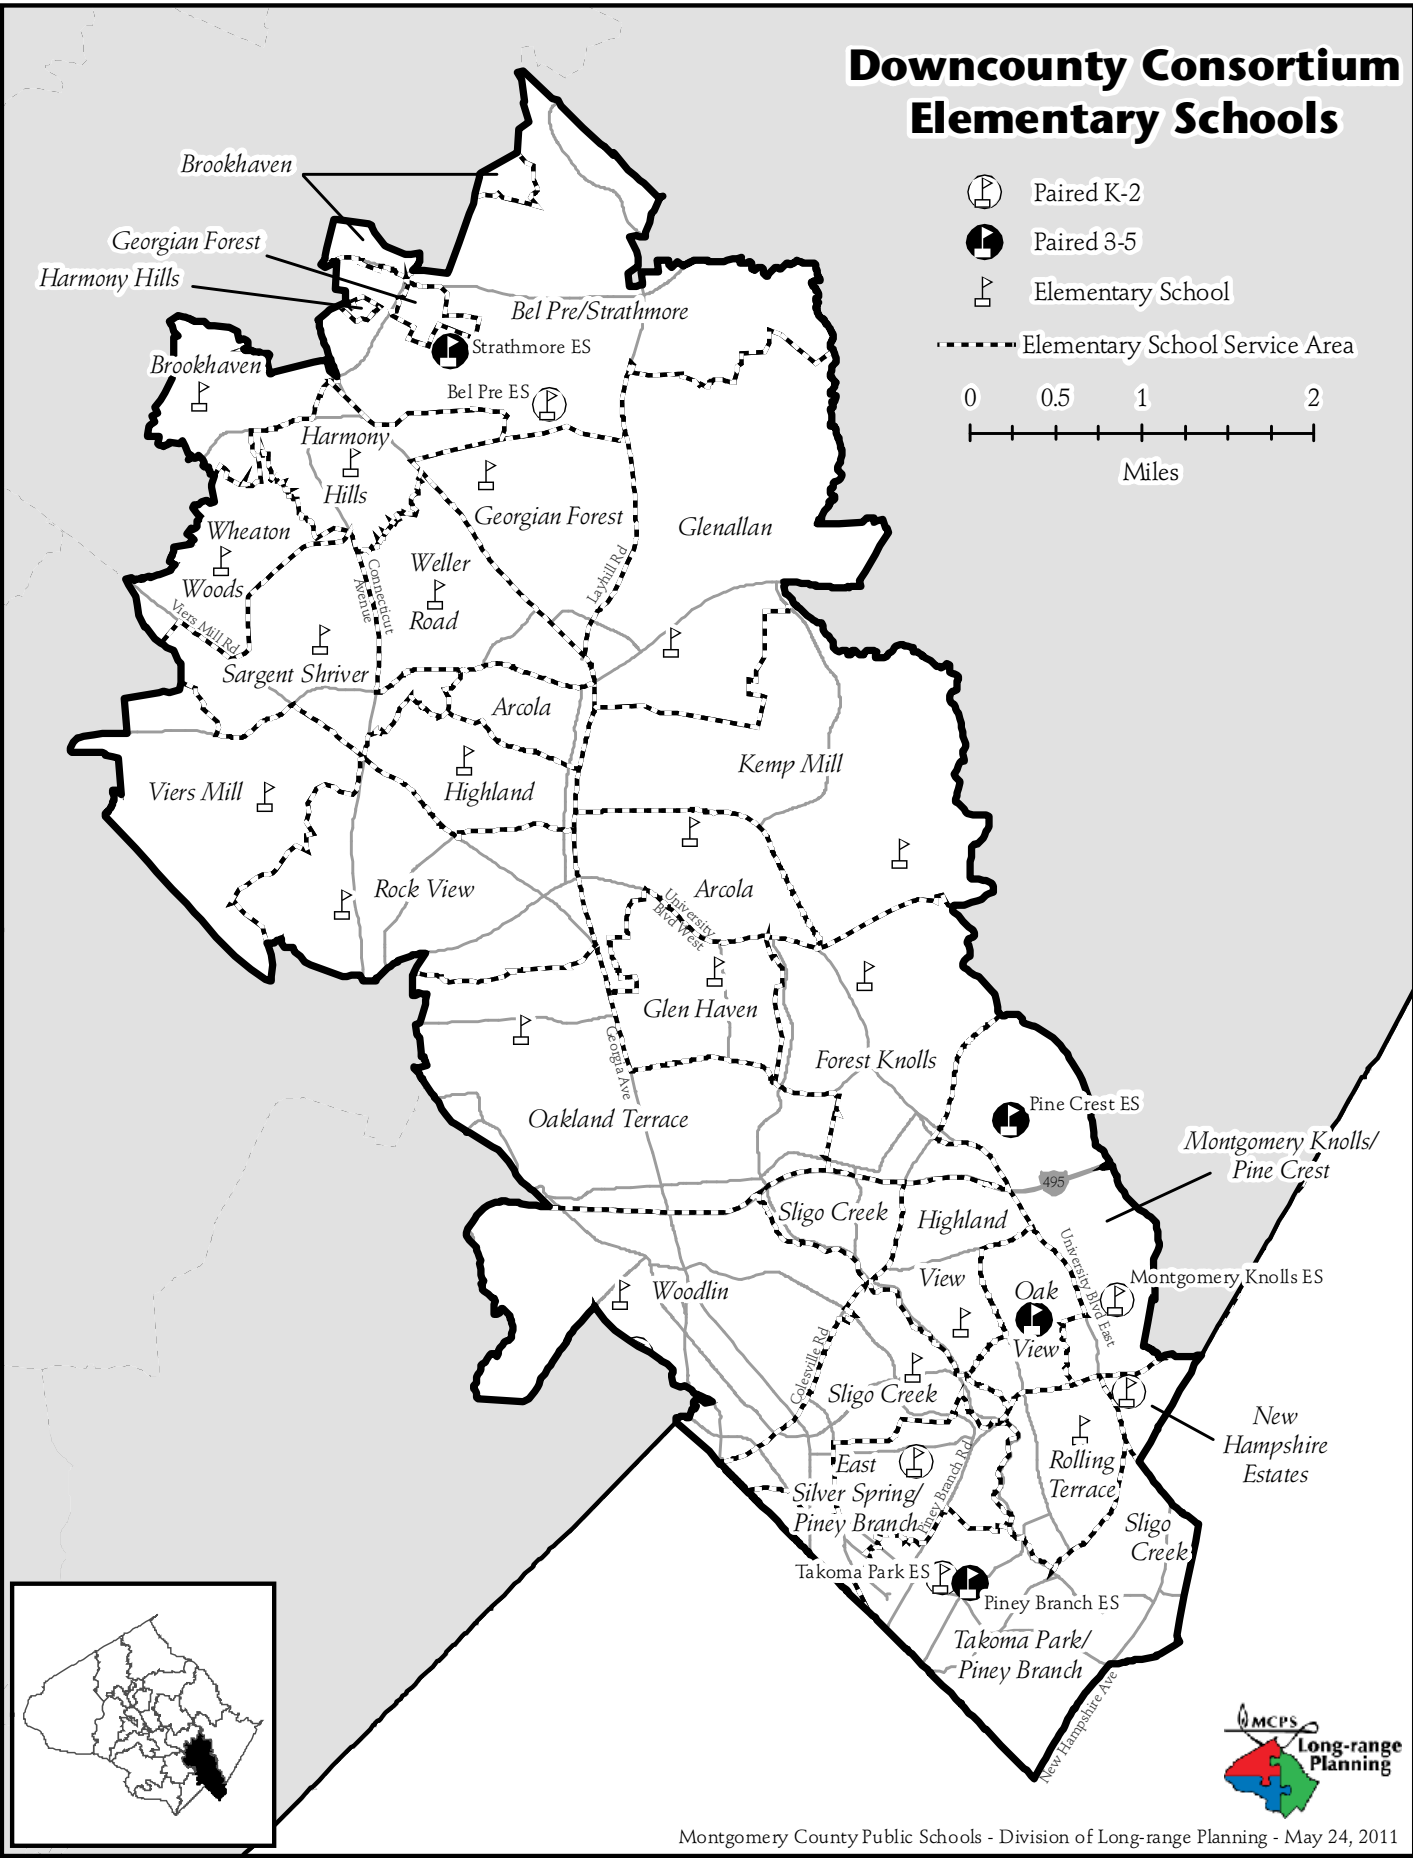 Downcounty Consortium
Elementary Schools
Paired K-2
Paired 3-5
Elementary School
Elementary School Service Area
0 0.5 1 2
Miles
Brookhaven
Georgian Forest
Harmony Hills
Bel Pre/Strathmore
Strathmore ES
Brookhaven
Bel Pre ES
Harmony
Hills
Georgian Forest
Glenallan
Wheaton
Woods
Weller
Road
Layhill Rd
Connecticut
Avenue
Viers Mill Rd
Sargent Shriver
Arcola
Kemp Mill
Viers Mill
Highland
Rock View
Arcola
University
Blvd West
Glen Haven
Georgia Ave
Forest Knolls
Oakland Terrace
Pine Crest ES
Montgomery Knolls/
Pine Crest
495
Sligo Creek
Highland
View
University Blvd East
Montgomery Knolls ES
Woodlin
Oak
View
Colesville Rd
Sligo Creek
New
Hampshire
Estates
East
Silver Spring/
Piney Branch
Piney Branch Rd
Rolling
Terrace
Sligo
Creek
Takoma Park ES
Piney Branch ES
Takoma Park/
Piney Branch
New Hampshire Ave
MCPS
Long-range
Planning
Montgomery County Public Schools - Division of Long-range Planning - May 24, 2011